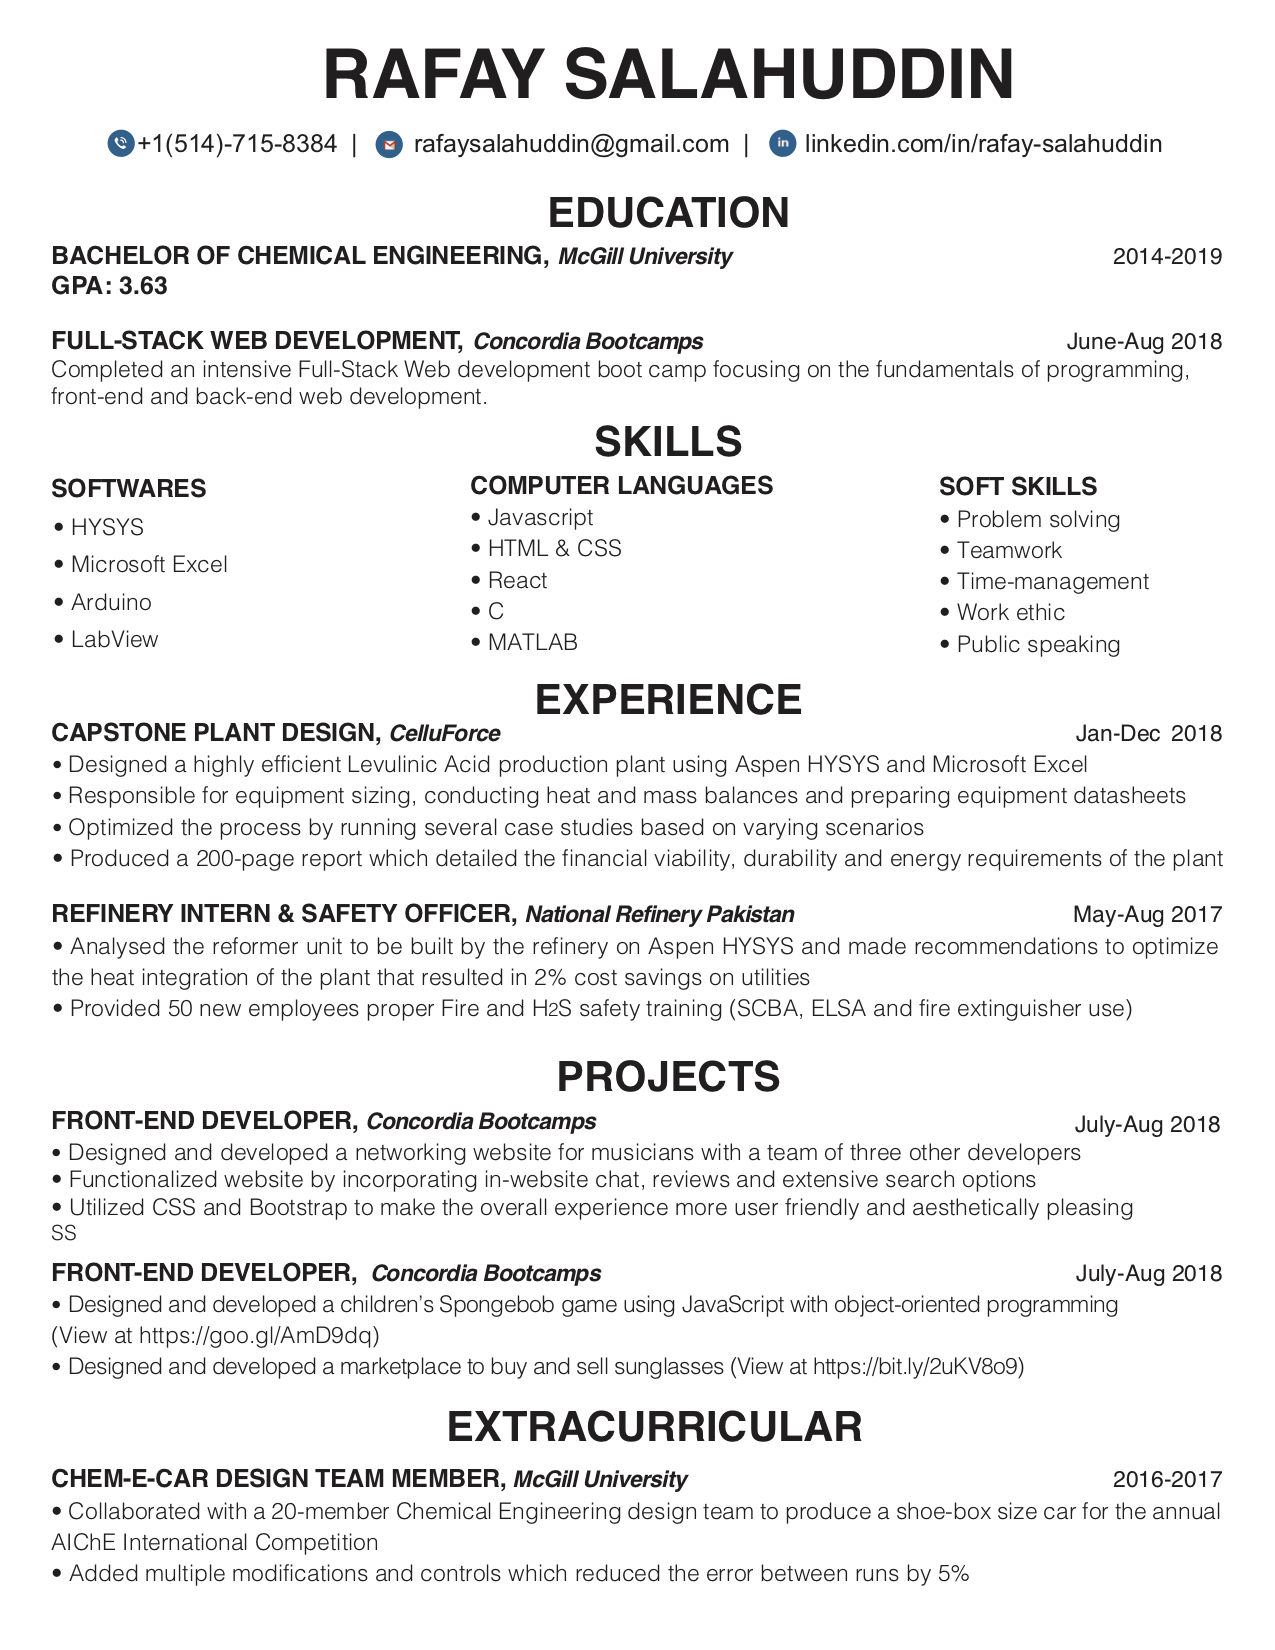 RAFAY SALAHUDDIN
+1(514)-715-8384 | rafaysalahuddin@gmail.com | linkedin.com/in/rafay-salahuddin
EDUCATION
BACHELOR OF CHEMICAL ENGINEERING, McGill University 2014-2019
GPA: 3.63
FULL-STACK WEB DEVELOPMENT, Concordia Bootcamps June-Aug 2018
Completed an intensive Full-Stack Web development boot camp focusing on the fundamentals of programming,
front-end and back-end web development.
SKILLS
SOFTWARES
• HYSYS
• Microsoft Excel
• Arduino
• LabView
COMPUTER LANGUAGES
• Javascript
• HTML & CSS
• React
• C
• MATLAB
SOFT SKILLS
• Problem solving
• Teamwork
• Time-management
• Work ethic
• Public speaking
EXPERIENCE
CAPSTONE PLANT DESIGN, CelluForce Jan-Dec 2018
• Designed a highly efficient Levulinic Acid production plant using Aspen HYSYS and Microsoft Excel
• Responsible for equipment sizing, conducting heat and mass balances and preparing equipment datasheets
• Optimized the process by running several case studies based on varying scenarios
• Produced a 200-page report which detailed the financial viability, durability and energy requirements of the plant
REFINERY INTERN & SAFETY OFFICER, National Refinery Pakistan May-Aug 2017
• Analysed the reformer unit to be built by the refinery on Aspen HYSYS and made recommendations to optimize
the heat integration of the plant that resulted in 2% cost savings on utilities
• Provided 50 new employees proper Fire and H2S safety training (SCBA, ELSA and fire extinguisher use)
PROJECTS
FRONT-END DEVELOPER, Concordia Bootcamps July-Aug 2018
• Designed and developed a networking website for musicians with a team of three other developers
• Functionalized website by incorporating in-website chat, reviews and extensive search options
• Utilized CSS and Bootstrap to make the overall experience more user friendly and aesthetically pleasing
SS
FRONT-END DEVELOPER, Concordia Bootcamps July-Aug 2018
• Designed and developed a children’s Spongebob game using JavaScript with object-oriented programming
(View at https://goo.gl/AmD9dq)
• Designed and developed a marketplace to buy and sell sunglasses (View at https://bit.ly/2uKV8o9)
EXTRACURRICULAR
CHEM-E-CAR DESIGN TEAM MEMBER, McGill University 2016-2017
• Collaborated with a 20-member Chemical Engineering design team to produce a shoe-box size car for the annual
AIChE International Competition
• Added multiple modifications and controls which reduced the error between runs by 5%